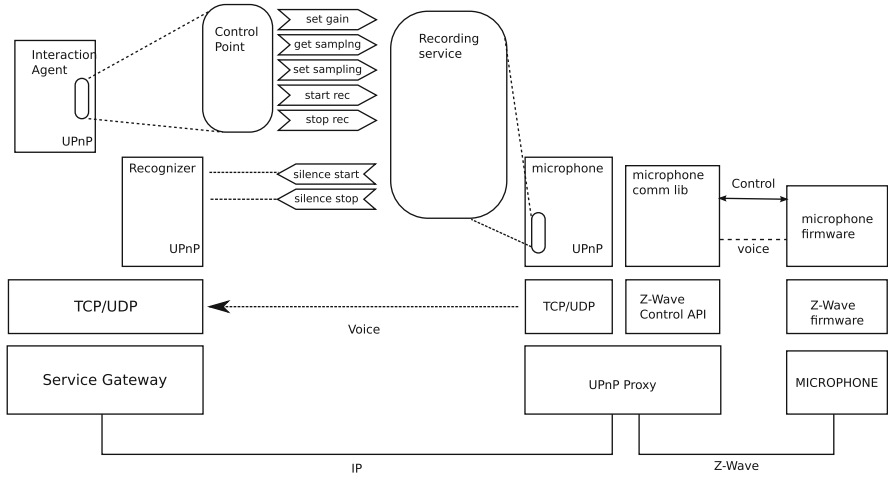 set gain
Control
Point
Recording
service
get samplng
Interaction
Agent
set sampling
start rec
stop rec
UPnP
Recognizer
silence start
microphone
microphone
comm lib
Control
silence stop
microphone
firmware
UPnP
UPnP
voice
TCP/UDP
TCP/UDP
Z-Wave
Control API
Z-Wave
firmware
Voice
Service Gateway
UPnP Proxy
MICROPHONE
IP
Z-Wave